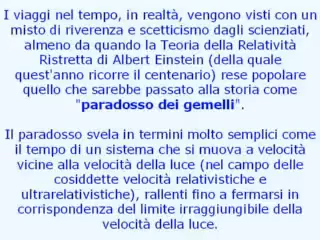 I viaggi nel tempo, in realtà, vengono visti con un
misto di riverenza e scetticismo dagli scienziati,
almeno da quando la Teoria della Relatività
Ristretta di Albert Einstein (della quale
quest'anno ricorre il centenario) rese popolare
quello che sarebbe passato alla storia come
"paradosso dei gemelli".
Il paradosso svela in termini molto semplici come
il tempo di un sistema che si muova a velocità
vicine alla velocità della luce (nel campo delle
cosiddette velocità relativistiche e
ultrarelativistiche), rallenti fino a fermarsi in
corrispondenza del limite irraggiungibile della
velocità della luce.